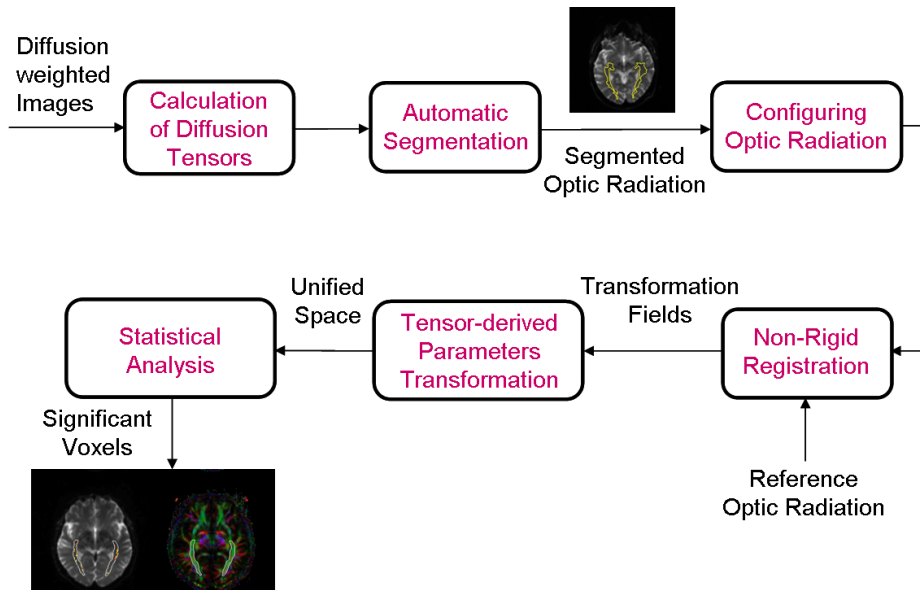 Diffusion
weighted
Images
Calculation
of Diffusion
Tensors
Automatic
Segmentation
Segmented
Optic Radiation
Configuring
Optic Radiation
Non-Rigid
Registration
Reference
Optic Radiation
Transformation
Fields
Tensor-derived
Parameters
Transformation
Unified
Space
Statistical
Analysis
Significant
Voxels